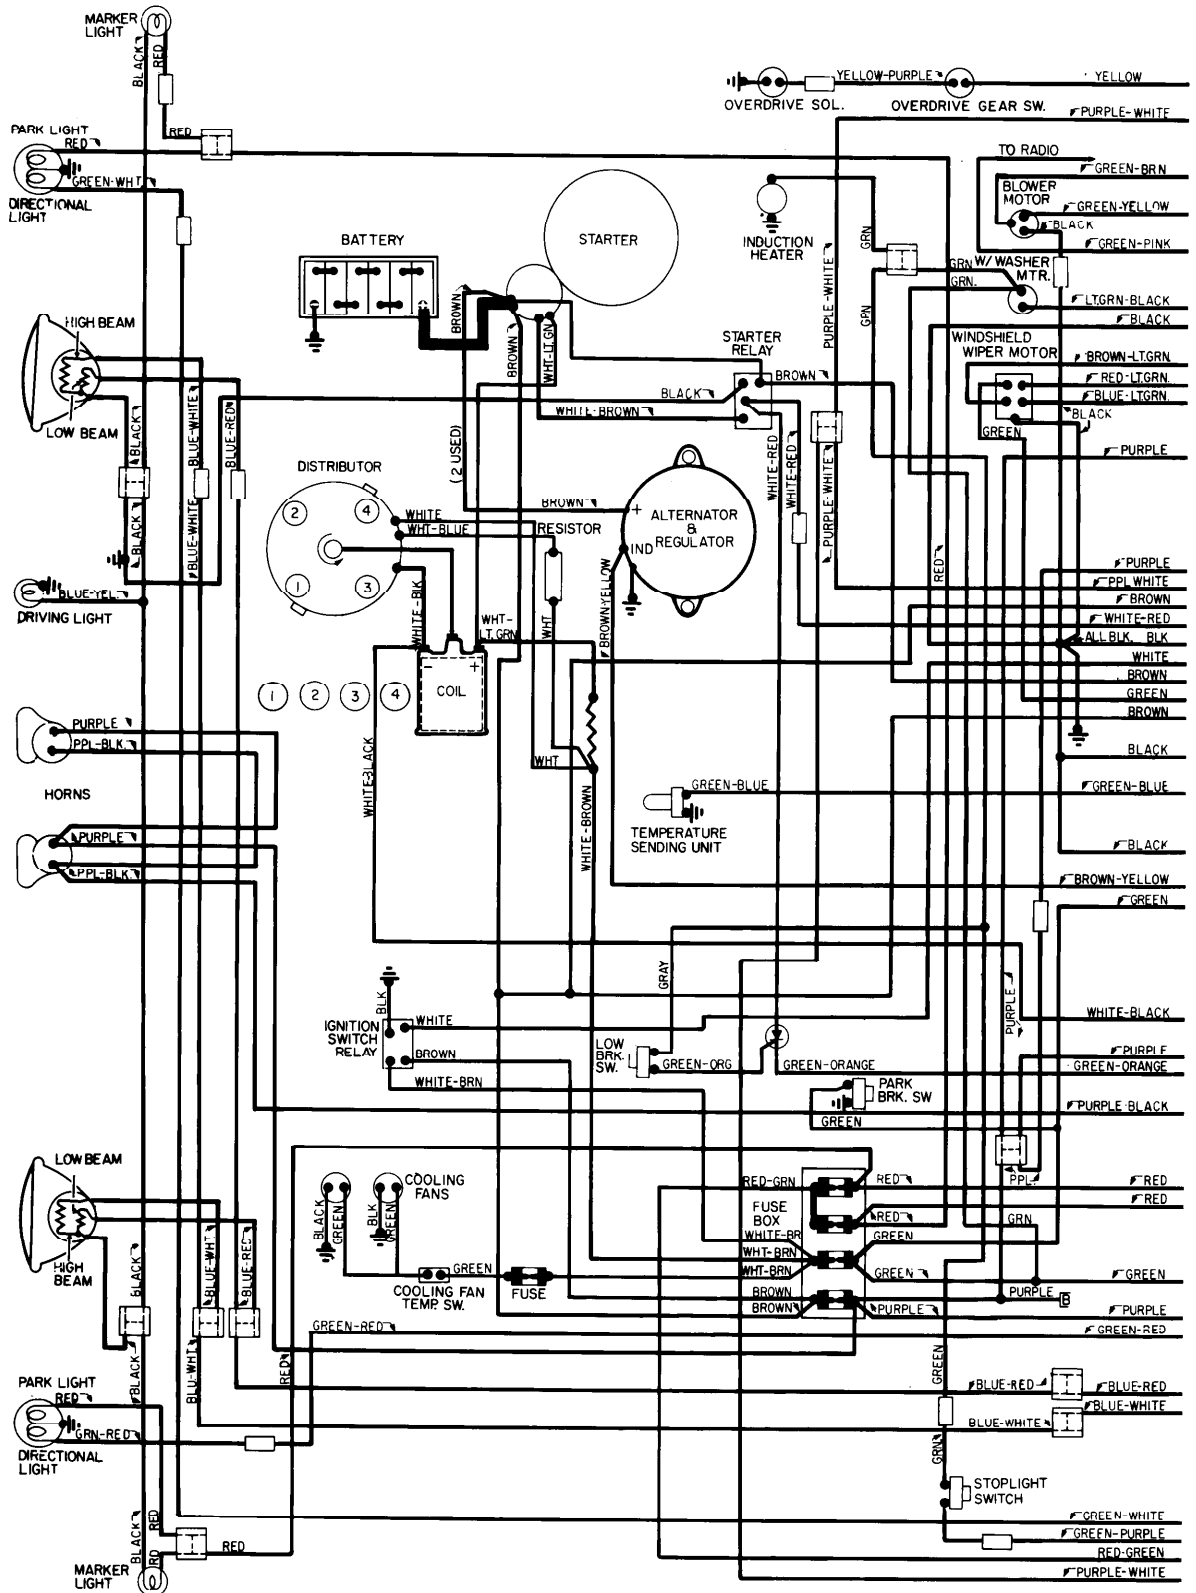 MARKER
LIGHT
BLACK
RED
YELLOW-PURPLE
YELLOW
OVERDRIVE SOL.
OVERDRIVE GEAR SW.
PURPLE-WHITE
PARK LIGHT
RED
RED
GREEN-WHT
DIRECTIONAL
LIGHT
TO RADIO
GREEN-BRN
BLOWER
MOTOR
GREEN-YELLOW
BLACK
GREEN-PINK
BATTERY
STARTER
INDUCTION
HEATER
GRN
PURPLE-WHITE
GRN
W/ WASHER
MTR.
GRN.
GRN
LT.GRN-BLACK
BLACK
HIGH BEAM
BROWN
BROWN
WHT-LT. GN
STARTER
RELAY
WINDSHIELD
WIPER MOTOR
BROWN-LT.GRN.
BROWN
RED-LT.GRN.
BLUE-LT.GRN.
BLACK
BLACK
WHITE-BROWN
GREEN
LOW BEAM
BLACK
BLUE-WHITE
BLUE-RED
(2 USED)
WHITE-RED
WHITE-RED
PURPLE-WHITE
PURPLE
DISTRIBUTOR
2
4
1
3
WHITE
WHT-BLUE
BROWN
RESISTOR
+
ALTERNATOR
&
REGULATOR
IND
BLACK
BLUE-WHITE
RED
PURPLE
PPL WHITE
BROWN
WHITE-RED
ALL BLK.
BLK
WHITE
BROWN
GREEN
BROWN
BLUE-YEL.
DRIVING LIGHT
WHITE-BLK
WHT-
LT. GRN
WHT
BROWN-YELLOW
-
+
COIL
1
2
3
4
PURPLE
PPL-BLK.
HORNS
PURPLE
PPL-BLK.
WHITE-BLACK
WHT
WHITE-BROWN
BLACK
GREEN-BLUE
GREEN-BLUE
TEMPERATURE
SENDING UNIT
BLACK
BROWN-YELLOW
GREEN
GRAY
PURPLE
BLK
IGNITION
SWITCH
RELAY
WHITE
BROWN
WHITE-BRN
LOW
BRK.
SW.
GREEN-ORG
GREEN-ORANGE
WHITE-BLACK
PURPLE
GREEN-ORANGE
PARK
BRK. SW
PURPLE-BLACK
GREEN
PPL.
LOW BEAM
HIGH
BEAM
BLACK
BLUE-WHT
BLUE-RED
COOLING
FANS
BLACK
GREEN
BLK
GREEN
GREEN
COOLING FAN
TEMP. SW.
FUSE
RED-GRN
FUSE
BOX
RED
RED
RED
RED
WHITE-BR
GRN
GREEN
WHT-BRN
WHT-BRN
GREEN
GREEN
BROWN
BROWN
PURPLE
B
PURPLE
PURPLE
GREEN-RED
GREEN-RED
BLACK
BLU-WHT
RED
GREEN
PARK LIGHT
RED
GRN-RED
DIRECTIONAL
LIGHT
BLUE-RED
BLUE-RED
BLUE-WHITE
BLUE-WHITE
GRN
STOPLIGHT
SWITCH
GREEN-WHITE
GREEN-PURPLE
RED-GREEN
PURPLE-WHITE
BLACK
RED
RD
RED
MARKER
LIGHT